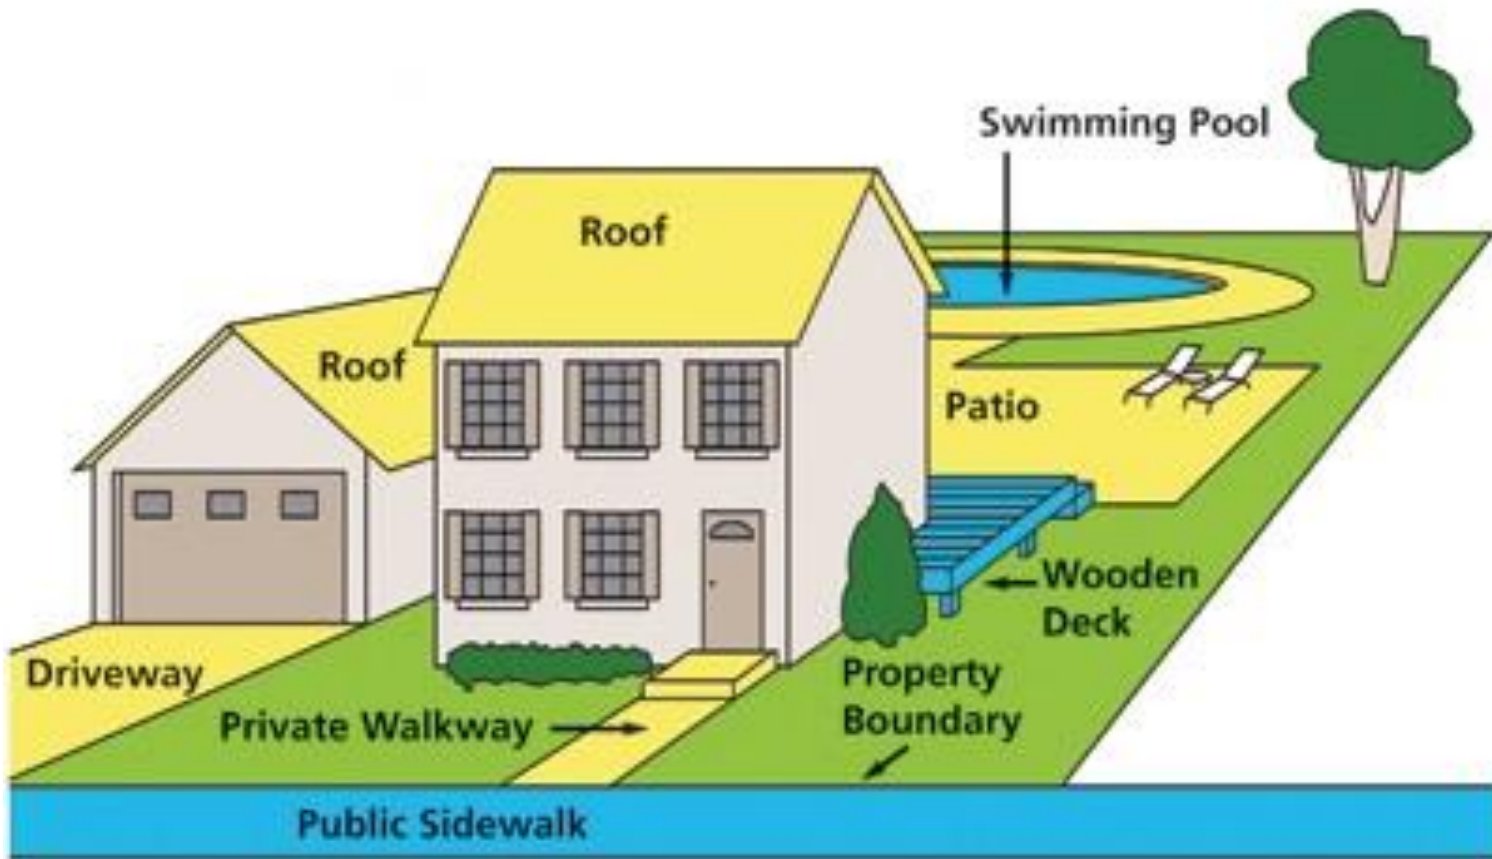 Swimming Pool
Roof
Roof
Patio
Wooden
Deck
Driveway
Property
Boundary
Private Walkway
Public Sidewalk